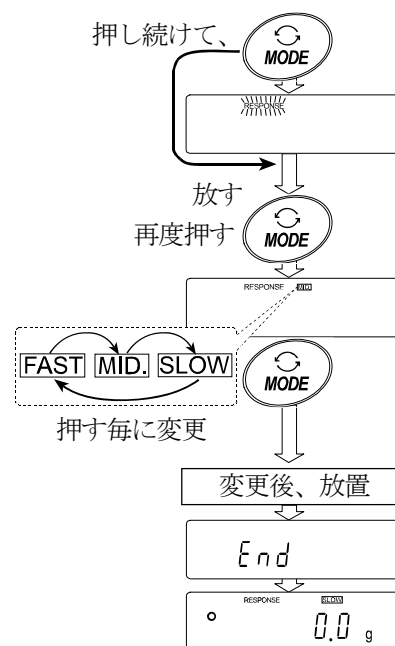 押し続けて、
MODE
RESPONSE
放す
再度押す
MODE
RESPONSE MID.
FAST MID. SLOW
MODE
押す毎に変更
変更後、放置
End
RESPONSE SLOW
0.0 g